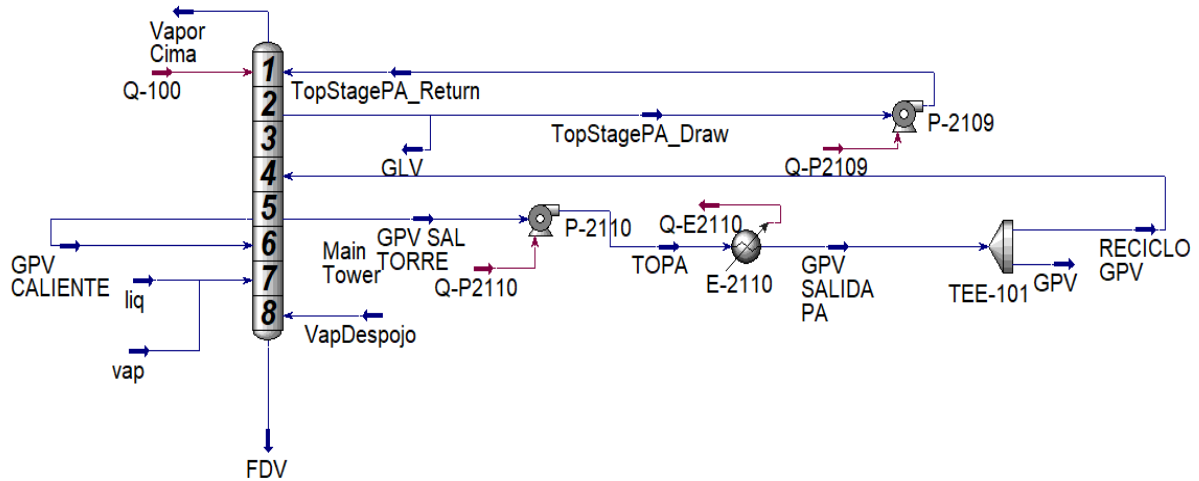 Vapor
Cima
Q-100
1
2
3
4
5
6
7
8
TopStagePA_Return
P-2109
TopStagePA_Draw
GLV
Q-P2109
GPV SAL
TORRE
Main
Tower
P-2110
Q-P2110
Q-E2110
TOPA
E-2110
GPV
SALIDA
PA
TEE-101
RECICLO
GPV
GPV
GPV
CALIENTE
liq
vap
VapDespojo
FDV